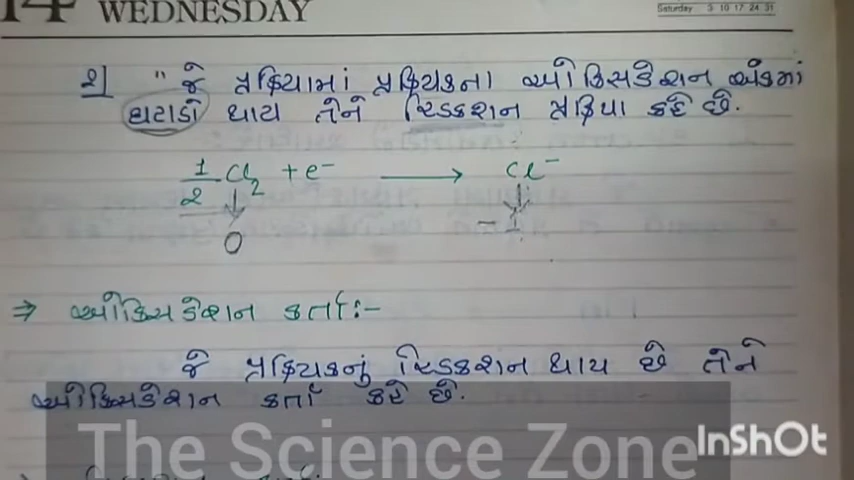 14 WEDNESDAY
Saturday 3 10 17 24 31
૨] " જે પ્રક્રિયામાં પ્રક્રિયકના ઓક્સિડેશન અંકમાં
ઘટાડો થાય તેને રિડક્શન પ્રક્રિયા કહે છે.
1/2 Cl₂ + e⁻ ⟶ Cl⁻
0 -1
⇒ ઓક્સિડેશન કર્તા:-
જે પ્રક્રિયકનું રિડક્શન થાય છે તેને
ઓક્સિડેશન કર્તા કહે છે.
The Science Zone
InShOt